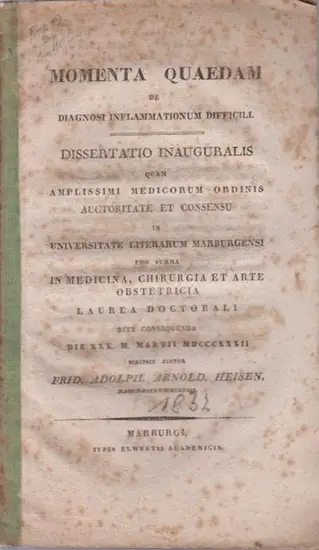 MOMENTA QUAEDAM
DE
DIAGNOSI INFLAMMATIONUM DIFFICILI.
DISSERTATIO INAUGURALIS
QUAM
AMPLISSIMI MEDICORUM ORDINIS
AUCTORITATE ET CONSENSU
IN
UNIVERSITATE LITERARUM MARBURGENSI
PRO SUMMA
IN MEDICINA, CHIRURGIA ET ARTE
OBSTETRICIA
LAUREA DOCTORALI
RITE CONSEQUENDA
DIE XXX. M. MARTII MDCCCXXXII
SCRIPSIT AUCTOR
FRID. ADOLPH. ARNOLD. HEISEN,
1832
MARBURGI,
TYPIS ELWERTI ACADEMICIS.